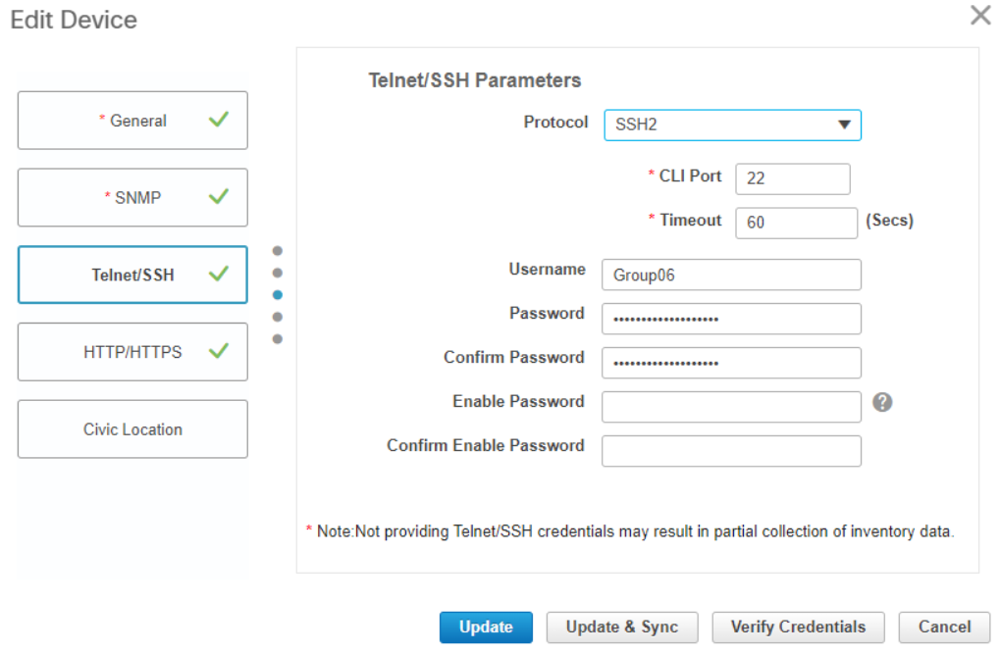 Edit Device
* General
* SNMP
Telnet/SSH
HTTP/HTTPS
Civic Location
Telnet/SSH Parameters
Protocol SSH2
* CLI Port 22
* Timeout 60 (Secs)
Username Group06
Password •••••••••••••••••••
Confirm Password •••••••••••••••••••
Enable Password ?
Confirm Enable Password
* Note:Not providing Telnet/SSH credentials may result in partial collection of inventory data.
Update Update & Sync Verify Credentials Cancel